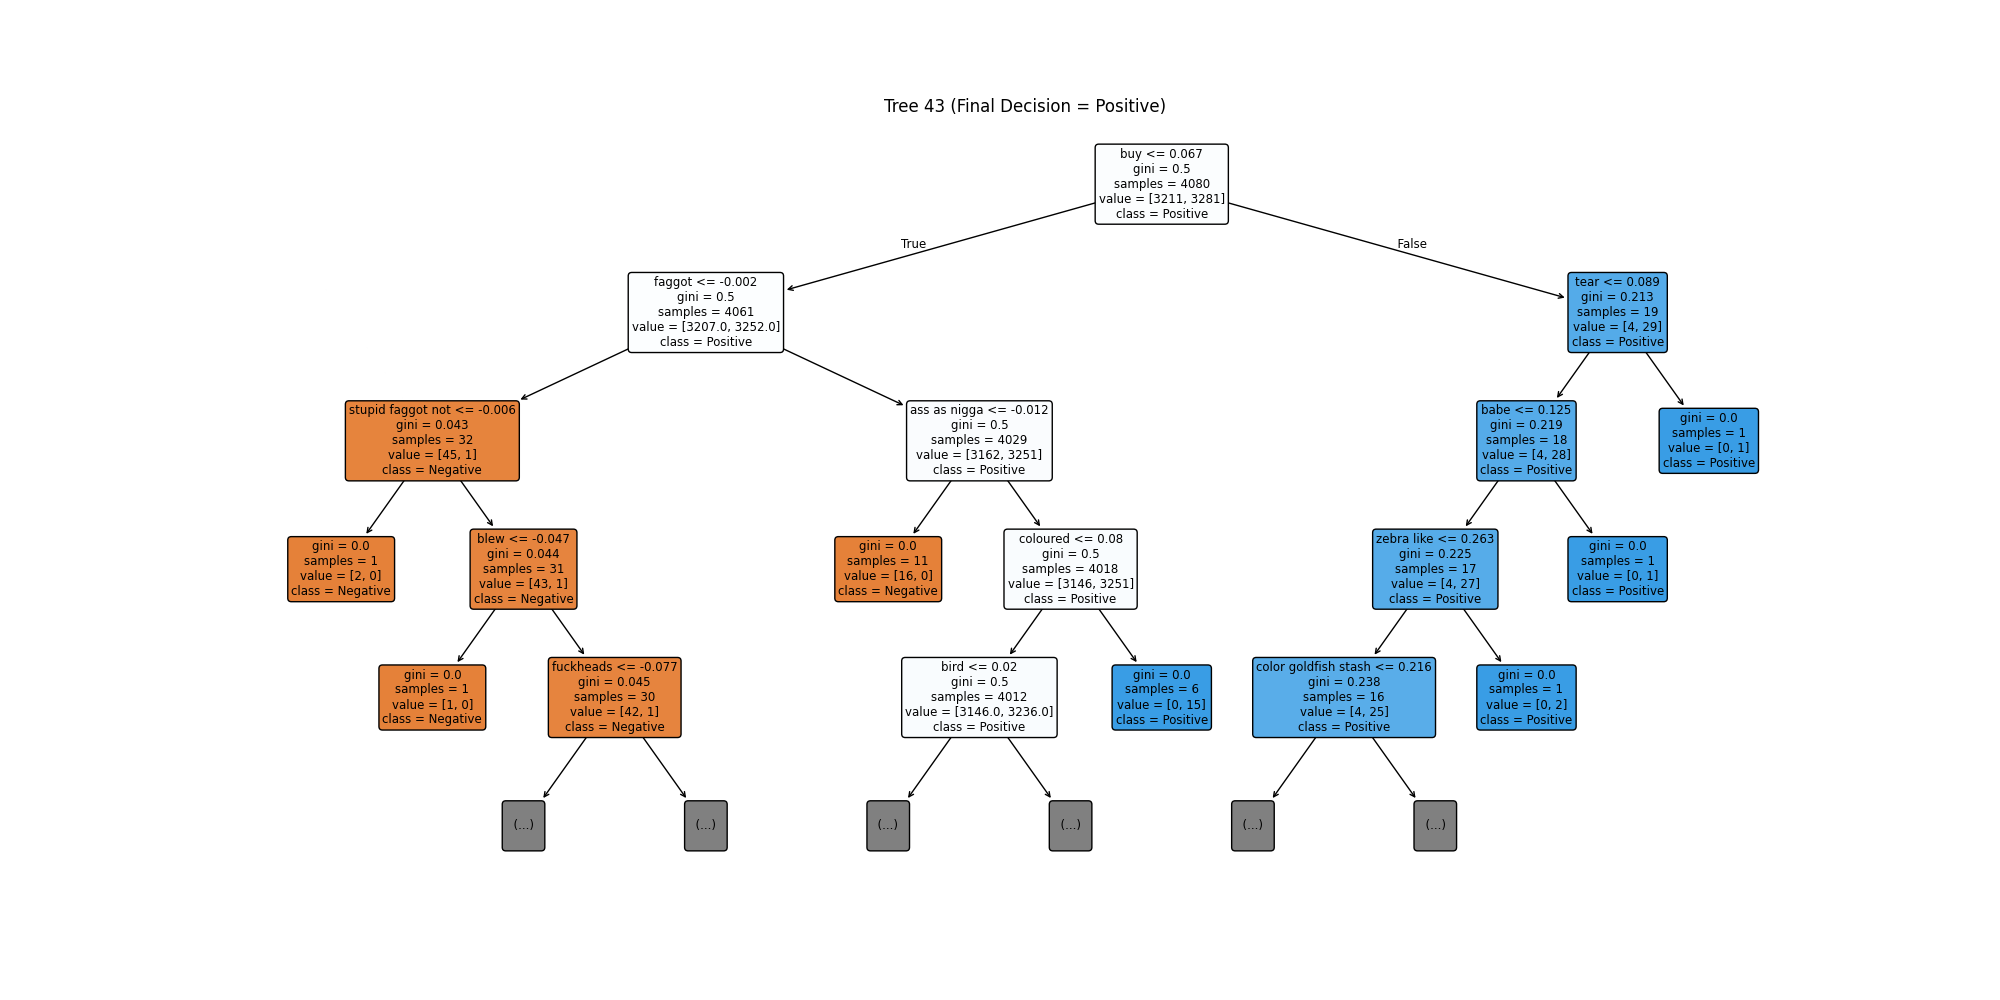 Tree 43 (Final Decision = Positive)
buy <= 0.067
gini = 0.5
samples = 4080
value = [3211, 3281]
class = Positive
True
False
faggot <= -0.002
gini = 0.5
samples = 4061
value = [3207.0, 3252.0]
class = Positive
tear <= 0.089
gini = 0.213
samples = 19
value = [4, 29]
class = Positive
stupid faggot not <= -0.006
gini = 0.043
samples = 32
value = [45, 1]
class = Negative
ass as nigga <= -0.012
gini = 0.5
samples = 4029
value = [3162, 3251]
class = Positive
babe <= 0.125
gini = 0.219
samples = 18
value = [4, 28]
class = Positive
gini = 0.0
samples = 1
value = [0, 1]
class = Positive
gini = 0.0
samples = 1
value = [2, 0]
class = Negative
blew <= -0.047
gini = 0.044
samples = 31
value = [43, 1]
class = Negative
gini = 0.0
samples = 11
value = [16, 0]
class = Negative
coloured <= 0.08
gini = 0.5
samples = 4018
value = [3146, 3251]
class = Positive
zebra like <= 0.263
gini = 0.225
samples = 17
value = [4, 27]
class = Positive
gini = 0.0
samples = 1
value = [0, 1]
class = Positive
gini = 0.0
samples = 1
value = [1, 0]
class = Negative
fuckheads <= -0.077
gini = 0.045
samples = 30
value = [42, 1]
class = Negative
bird <= 0.02
gini = 0.5
samples = 4012
value = [3146.0, 3236.0]
class = Positive
gini = 0.0
samples = 6
value = [0, 15]
class = Positive
color goldfish stash <= 0.216
gini = 0.238
samples = 16
value = [4, 25]
class = Positive
gini = 0.0
samples = 1
value = [0, 2]
class = Positive
(...)
(...)
(...)
(...)
(...)
(...)